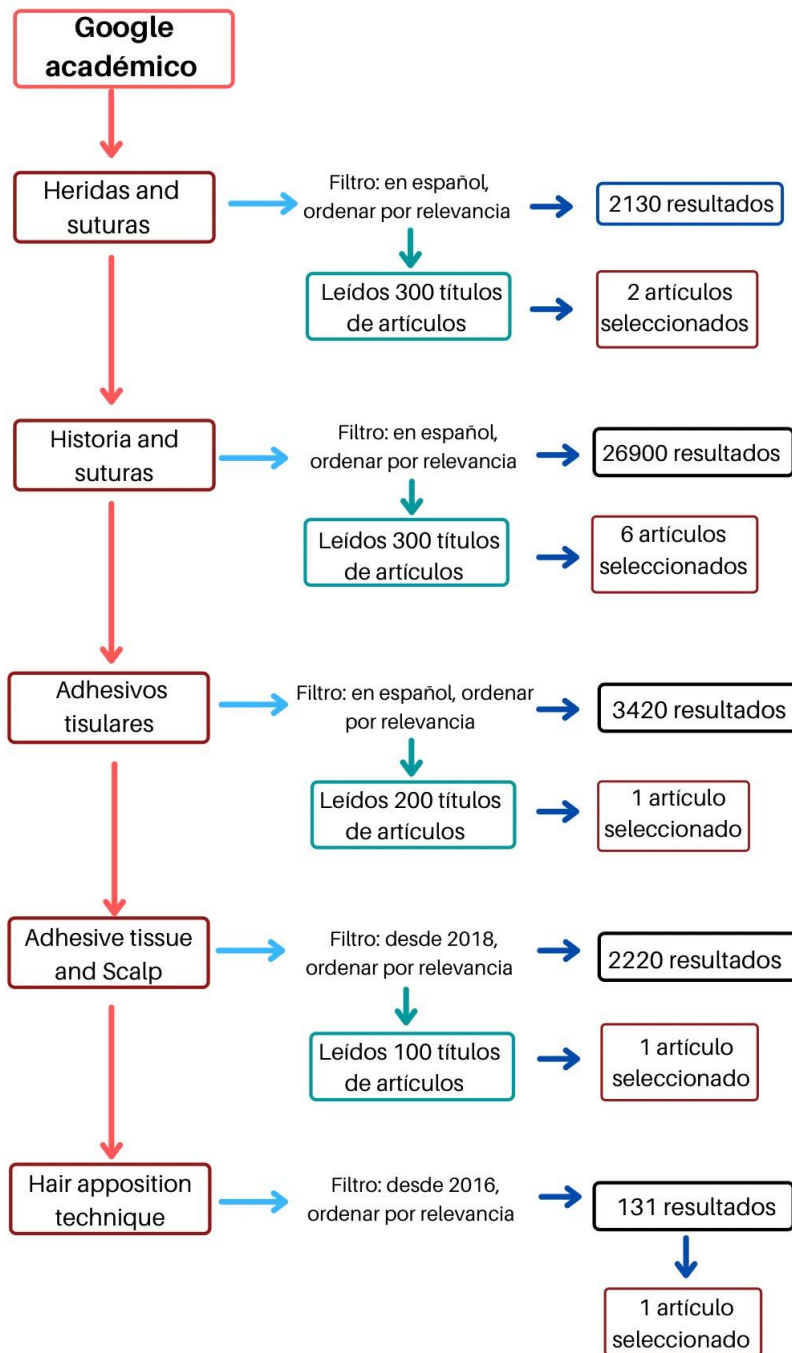 Google
académico
Heridas and
suturas
Filtro: en español,
ordenar por relevancia
2130 resultados
Leídos 300 títulos
de artículos
2 artículos
seleccionados
Historia and
suturas
Filtro: en español,
ordenar por relevancia
26900 resultados
Leídos 300 títulos
de artículos
6 artículos
seleccionados
Adhesivos
tisulares
Filtro: en español, ordenar
por relevancia
3420 resultados
Leídos 200 títulos
de artículos
1 artículo
seleccionado
Adhesive tissue
and Scalp
Filtro: desde 2018,
ordenar por relevancia
2220 resultados
Leídos 100 títulos
de artículos
1 artículo
seleccionado
Hair apposition
technique
Filtro: desde 2016,
ordenar por relevancia
131 resultados
1 artículo
seleccionado